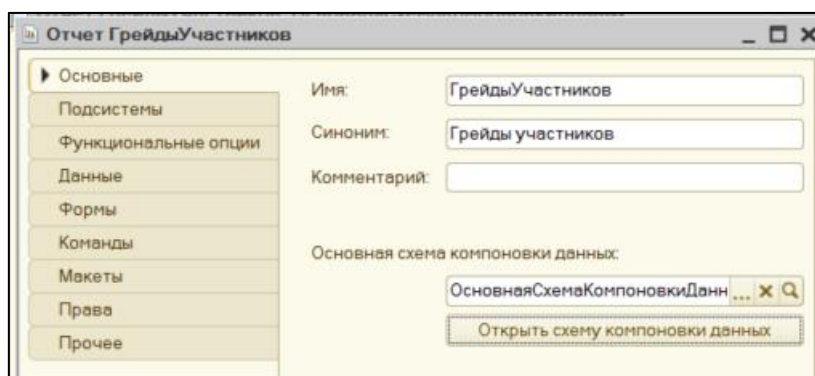 Отчет ГрейдыУчастников
Основные
Подсистемы
Функциональные опции
Данные
Формы
Команды
Макеты
Права
Прочее
Имя:
ГрейдыУчастников
Синоним:
Грейды участников
Комментарий:
Основная схема компоновки данных:
ОсновнаяСхемаКомпоновкиДанн ...
Открыть схему компоновки данных